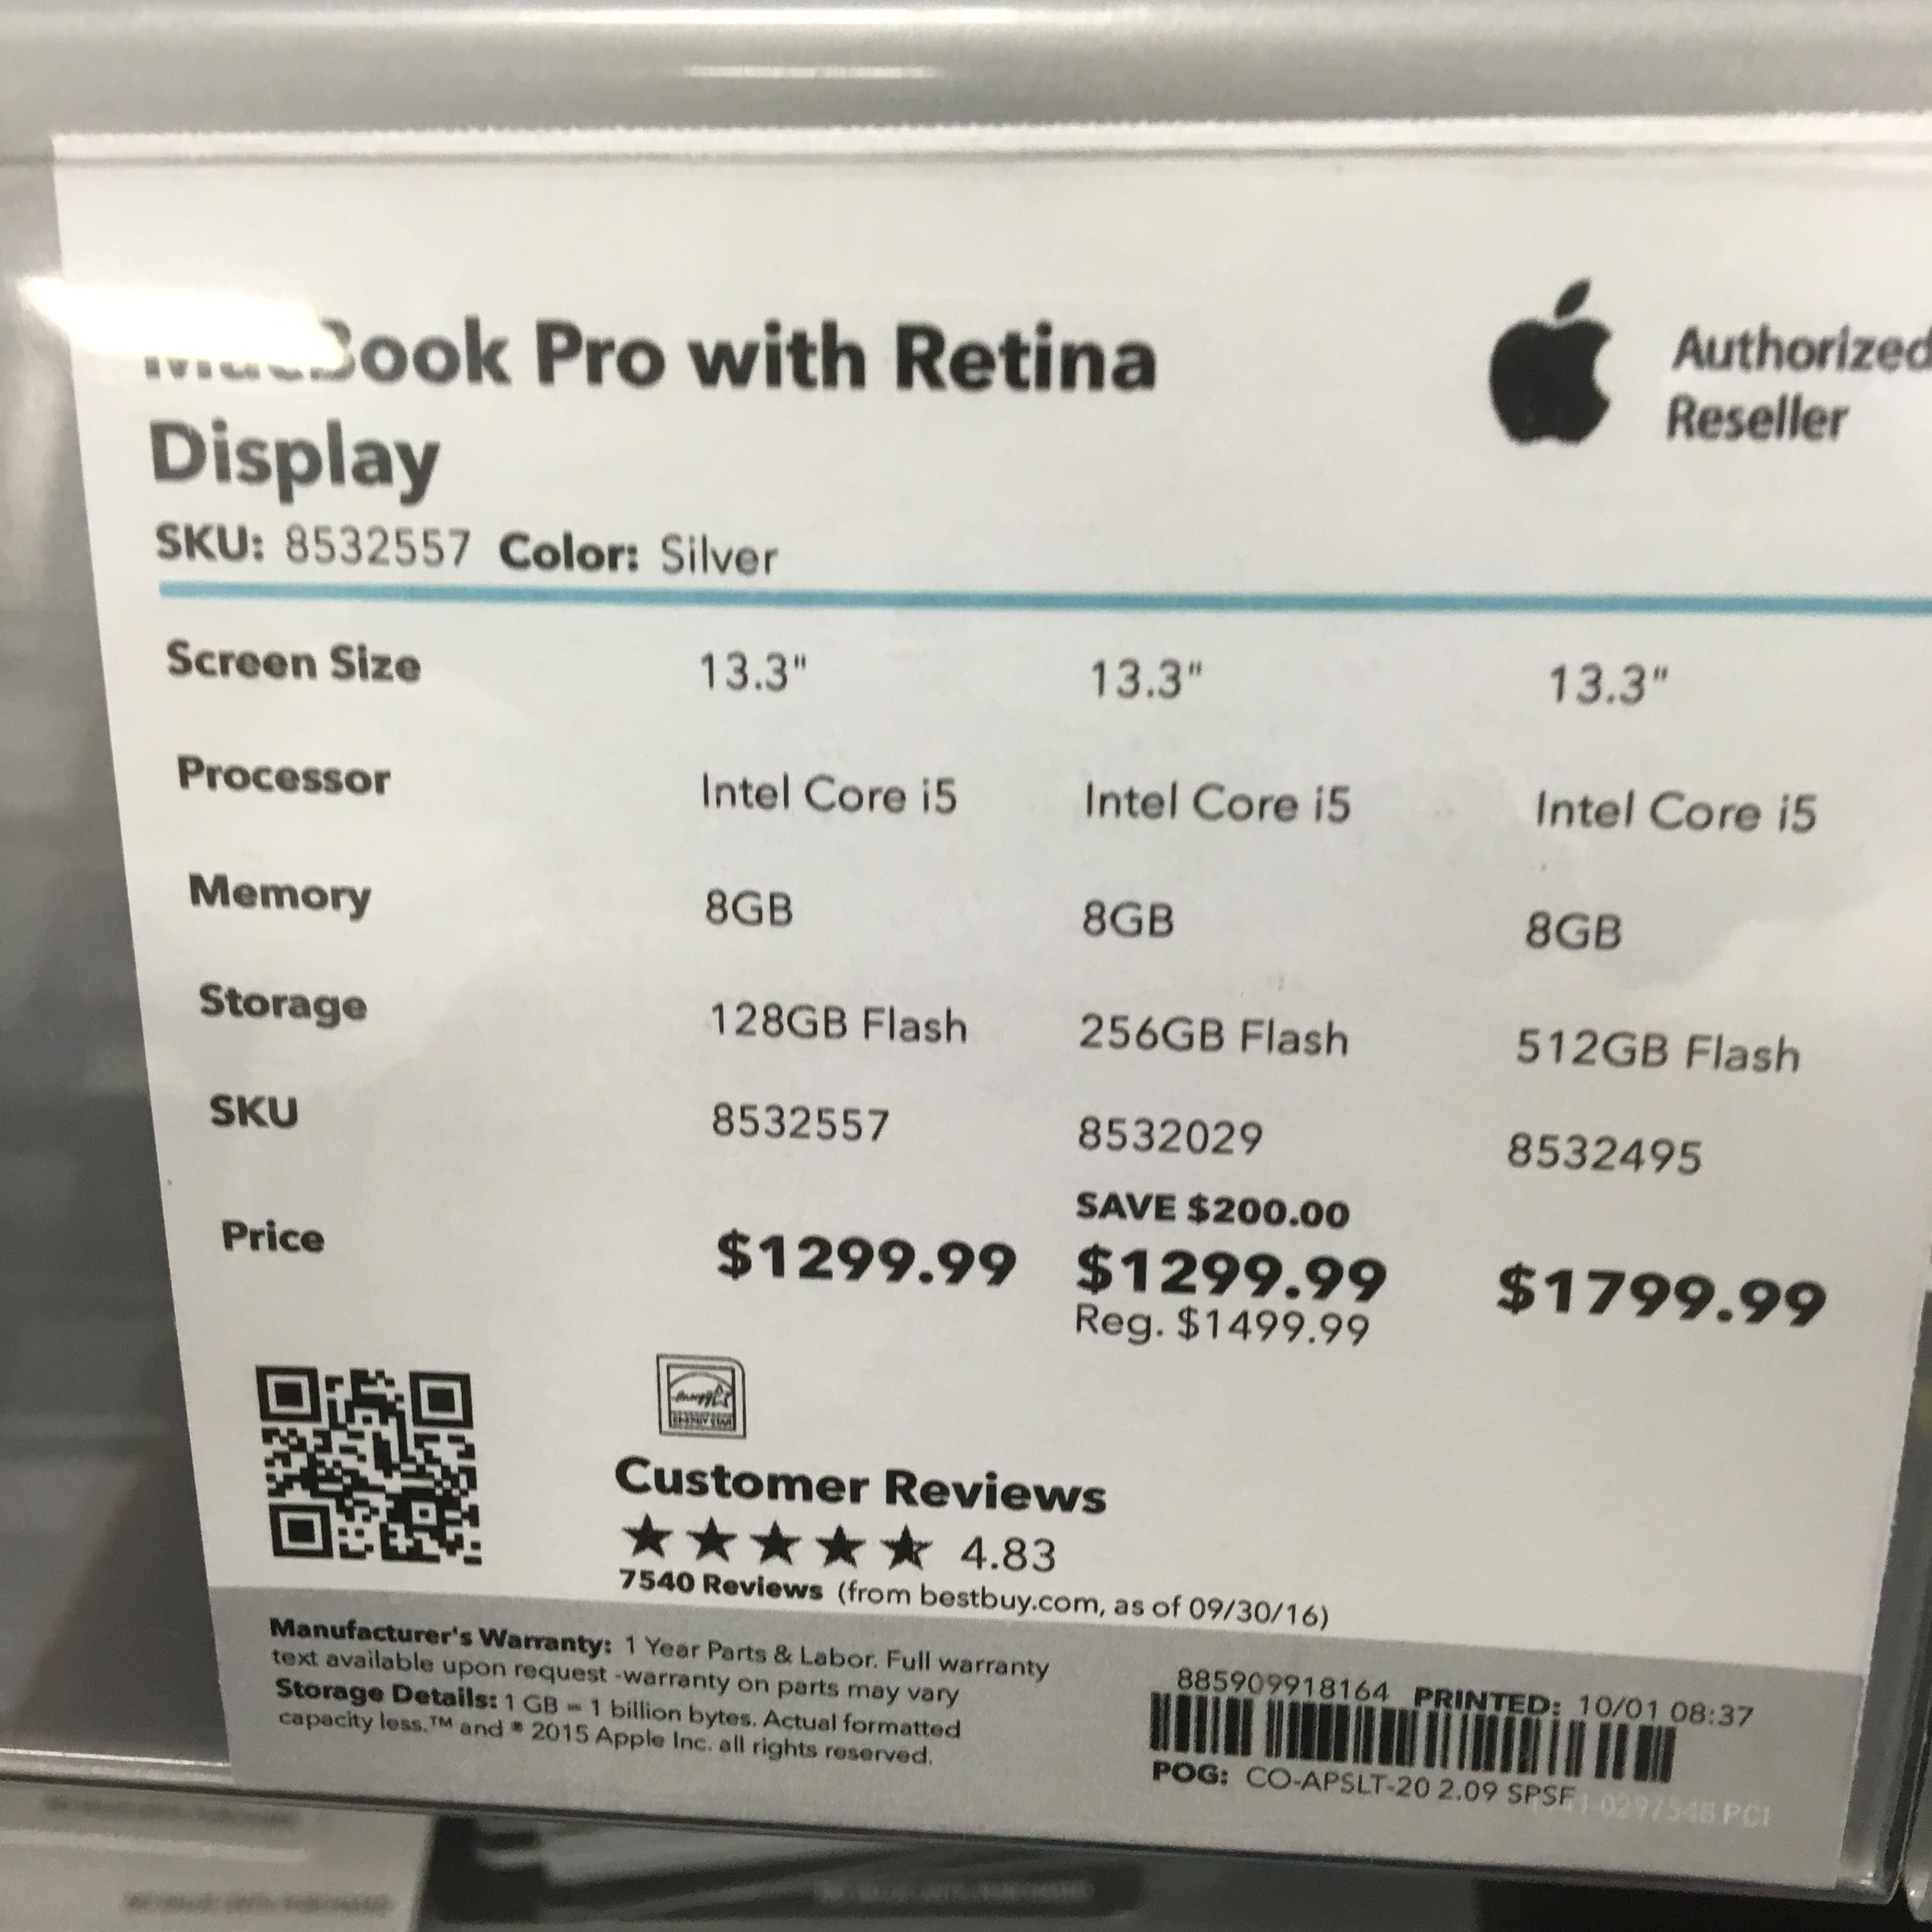 MacBook Pro with Retina
Display
Authorized
Reseller
SKU: 8532557 Color: Silver
Screen Size 13.3" 13.3" 13.3"
Processor Intel Core i5 Intel Core i5 Intel Core i5
Memory 8GB 8GB 8GB
Storage 128GB Flash 256GB Flash 512GB Flash
SKU 8532557 8532029 8532495
SAVE $200.00
Price $1299.99 $1299.99 $1799.99
Reg. $1499.99
ENERGY STAR
Customer Reviews
★★★★★ 4.83
7540 Reviews (from bestbuy.com, as of 09/30/16)
Manufacturer's Warranty: 1 Year Parts & Labor. Full warranty
text available upon request -warranty on parts may vary
Storage Details: 1 GB = 1 billion bytes. Actual formatted
capacity less.™ and ® 2015 Apple Inc. all rights reserved.
885909918164 PRINTED: 10/01 08:37
POG: CO-APSLT-20 2.09 SPSF